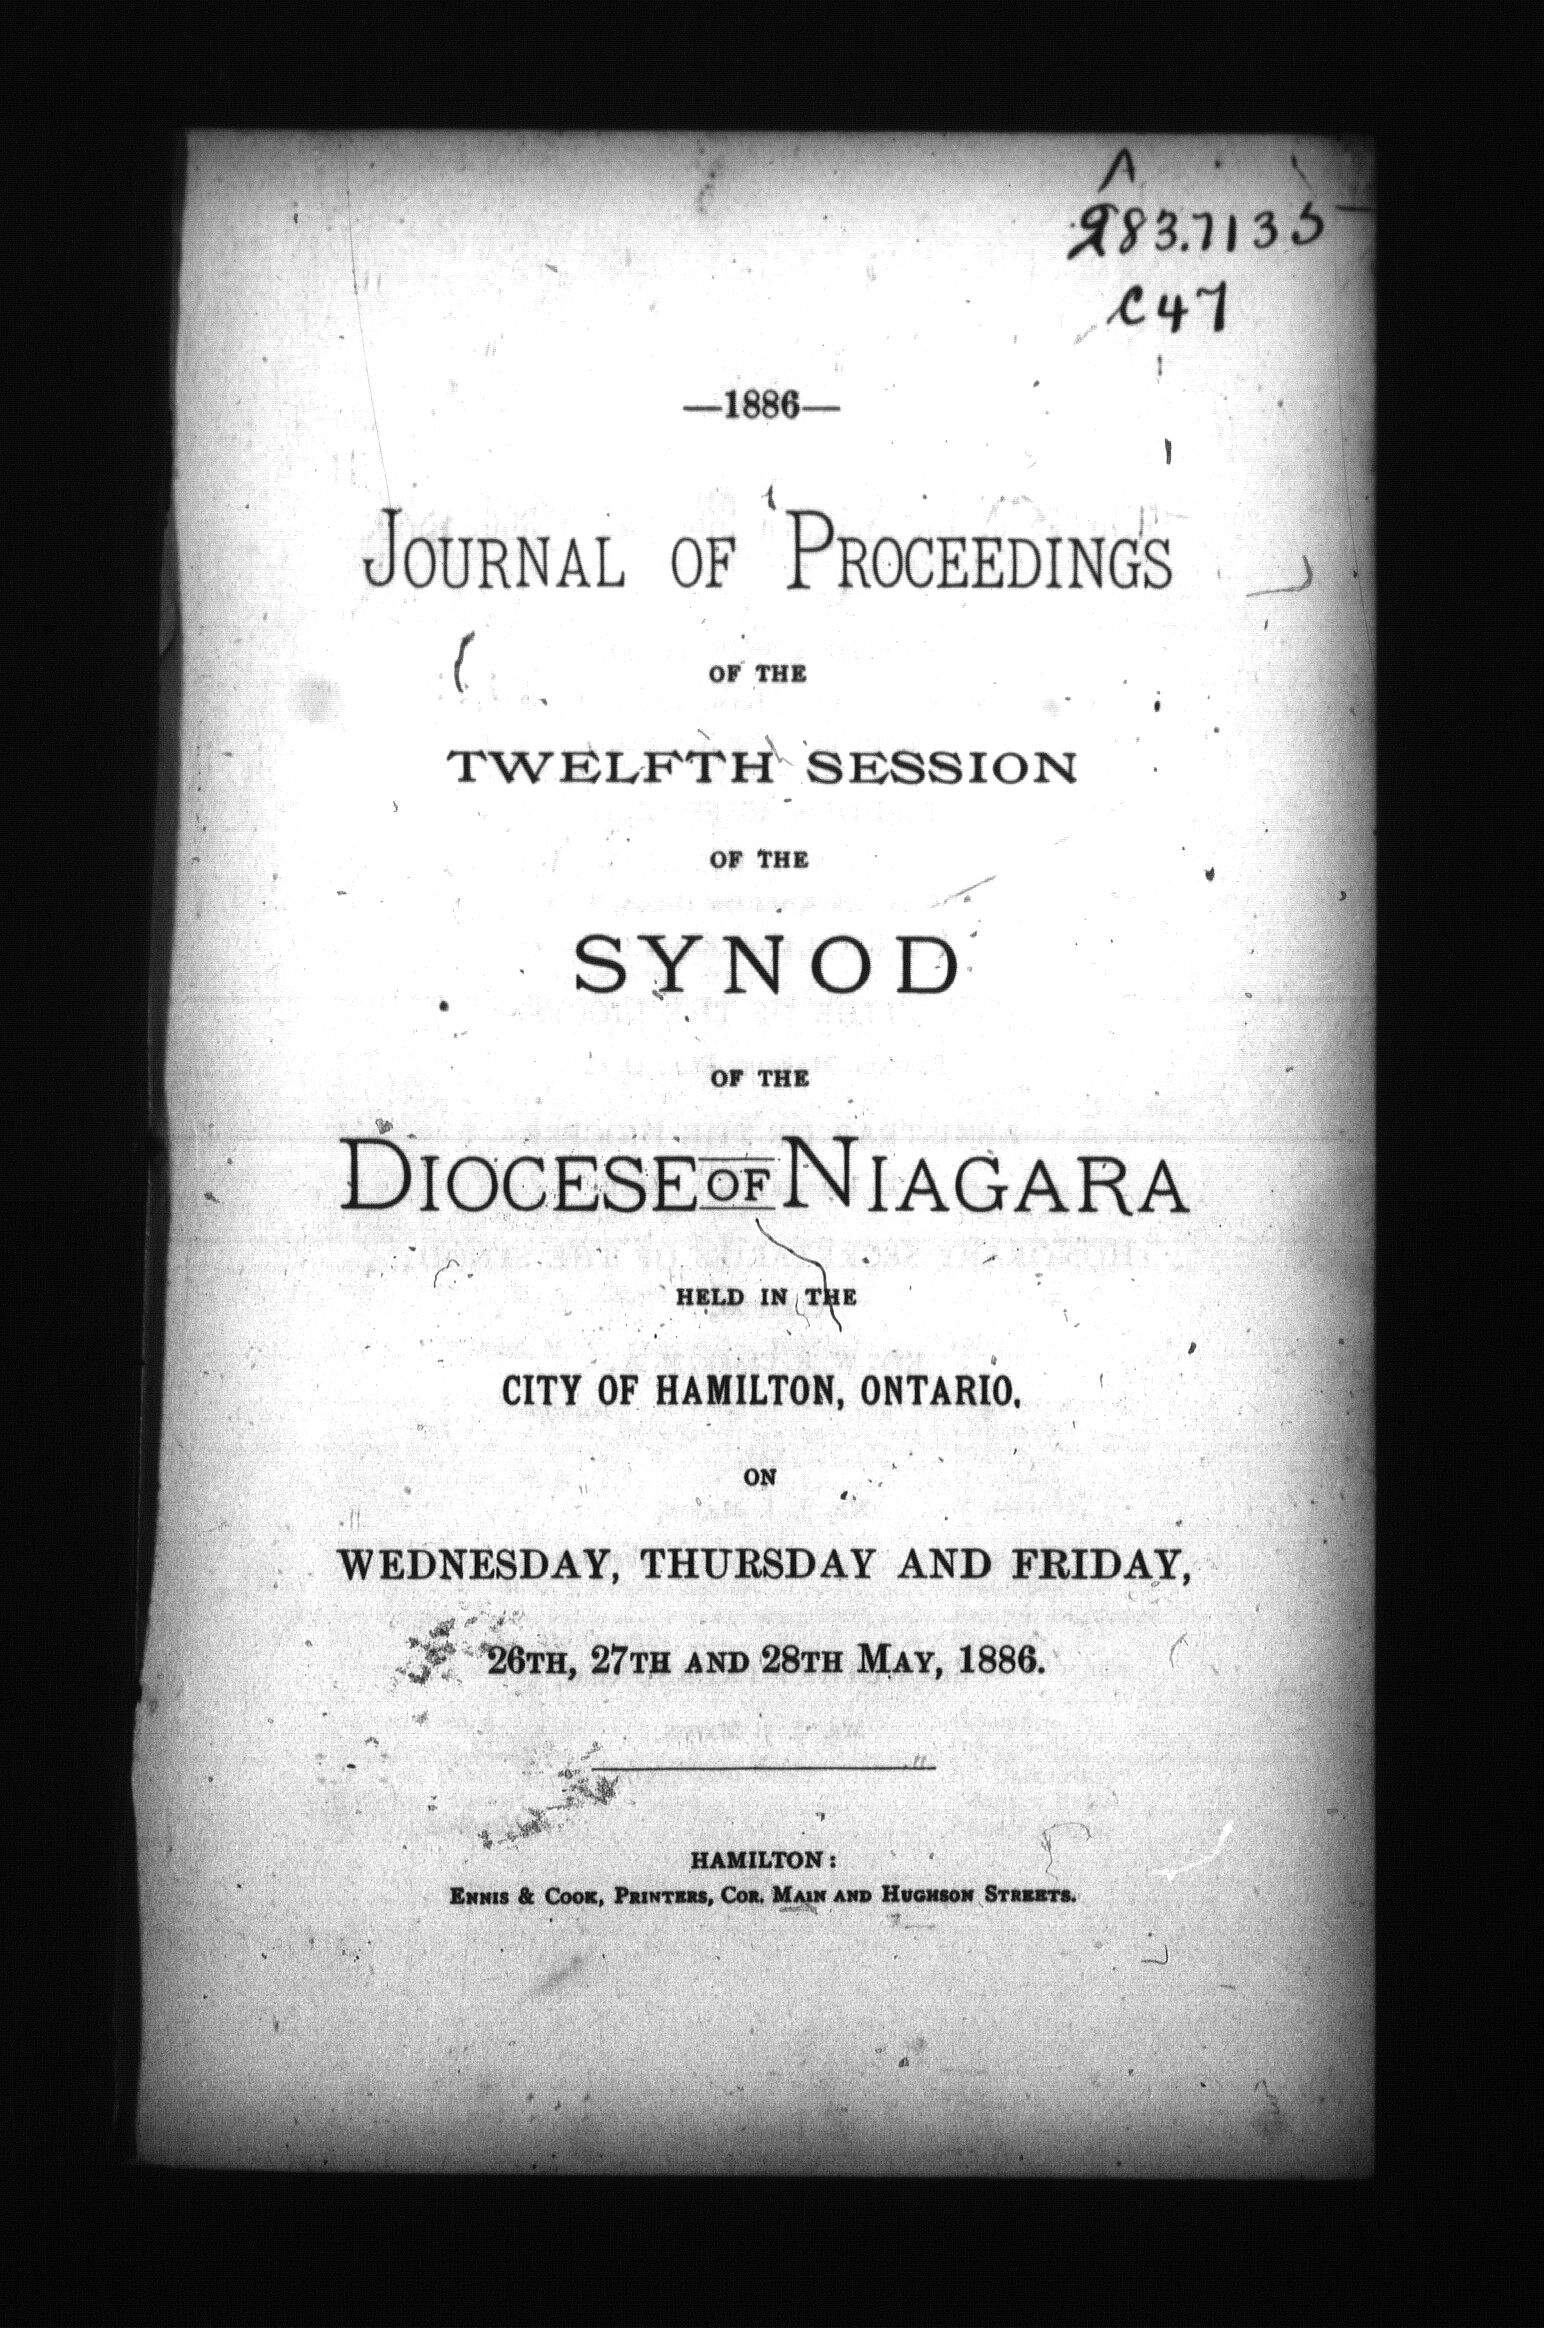 A
283.7135
C47
—1886—
JOURNAL OF PROCEEDINGS
OF THE
TWELFTH SESSION
OF THE
SYNOD
OF THE
DIOCESE OF NIAGARA
HELD IN THE
CITY OF HAMILTON, ONTARIO,
ON
WEDNESDAY, THURSDAY AND FRIDAY,
26TH, 27TH AND 28TH MAY, 1886.
HAMILTON:
ENNIS & COOK, PRINTERS, COR. MAIN AND HUGHSON STREETS.